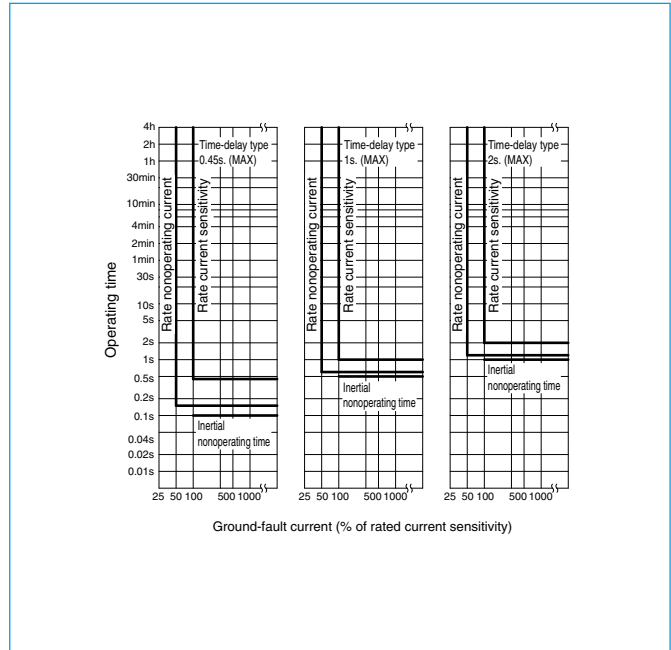 Operating time
4h
2h
1h
30min
10min
4min
2min
1min
30s
10s
5s
2s
1s
0.5s
0.2s
0.1s
0.04s
0.02s
0.01s
Rate nonoperating current
Rate current sensitivity
Time-delay type
0.45s. (MAX)
Inertial
nonoperating time
25 50 100 500 1000
Rate nonoperating current
Rate current sensitivity
Time-delay type
1s. (MAX)
Inertial
nonoperating time
25 50 100 500 1000
Rate nonoperating current
Rate current sensitivity
Time-delay type
2s. (MAX)
Inertial
nonoperating time
25 50 100 500 1000
Ground-fault current (% of rated current sensitivity)